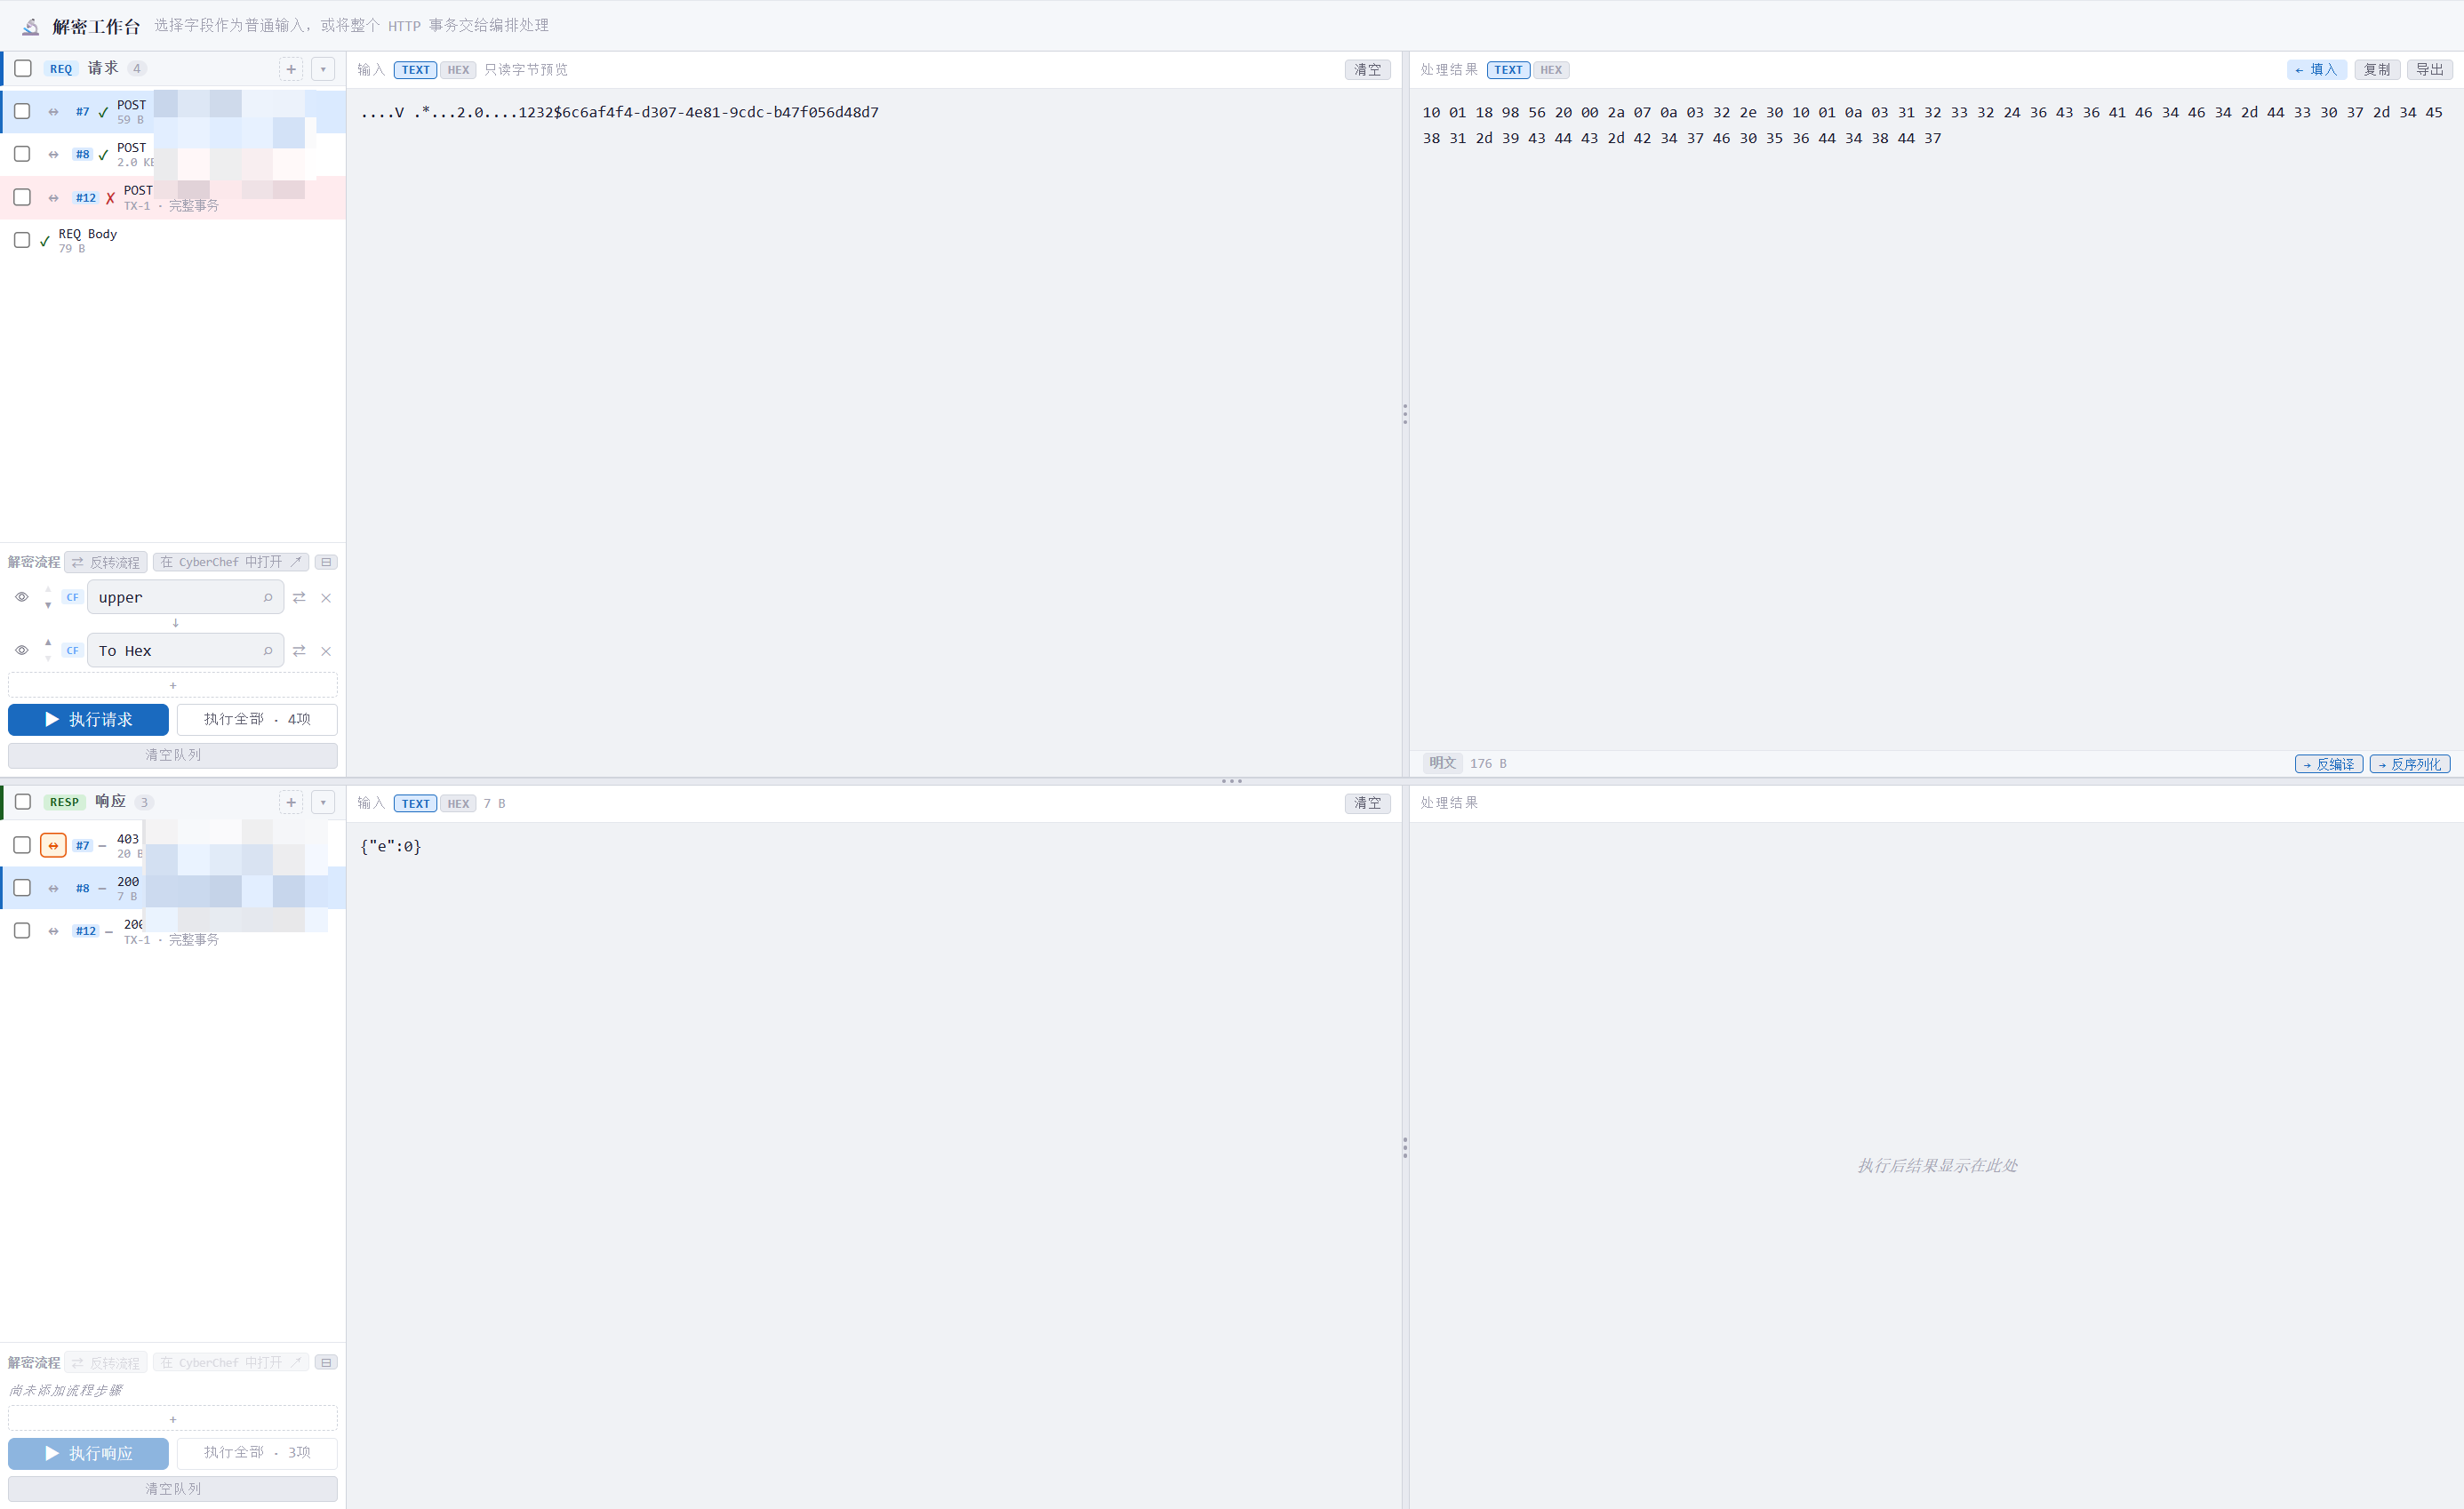 解密工作台 选择字段作为普通输入，或将整个 HTTP 事务交给编排处理
REQ 请求 4 + ▾
#7 ✓ POST
59 B
#8 ✓ POST
2.0 KB
#12 ✗ POST
TX-1 · 完整事务
✓ REQ Body
79 B
解密流程 ⇄ 反转流程 在 CyberChef 中打开 ↗
CF upper
↓
CF To Hex
+
▶ 执行请求 执行全部 · 4项
清空队列
输入 TEXT HEX 只读字节预览 清空
....V .*...2.0....1232$6c6af4f4-d307-4e81-9cdc-b47f056d48d7
处理结果 TEXT HEX ← 填入 复制 导出
10 01 18 98 56 20 00 2a 07 0a 03 32 2e 30 10 01 0a 03 31 32 33 32 24 36 43 36 41 46 34 46 34 2d 44 33 30 37 2d 34 45
38 31 2d 39 43 44 43 2d 42 34 37 46 30 35 36 44 34 38 44 37
明文 176 B → 反编译 → 反序列化
RESP 响应 3 + ▾
↔ #7 — 403
20 B
↔ #8 — 200
7 B
↔ #12 — 200
TX-1 · 完整事务
解密流程 ⇄ 反转流程 在 CyberChef 中打开 ↗
尚未添加流程步骤
+
▶ 执行响应 执行全部 · 3项
清空队列
输入 TEXT HEX 7 B 清空
{"e":0}
处理结果
执行后结果显示在此处